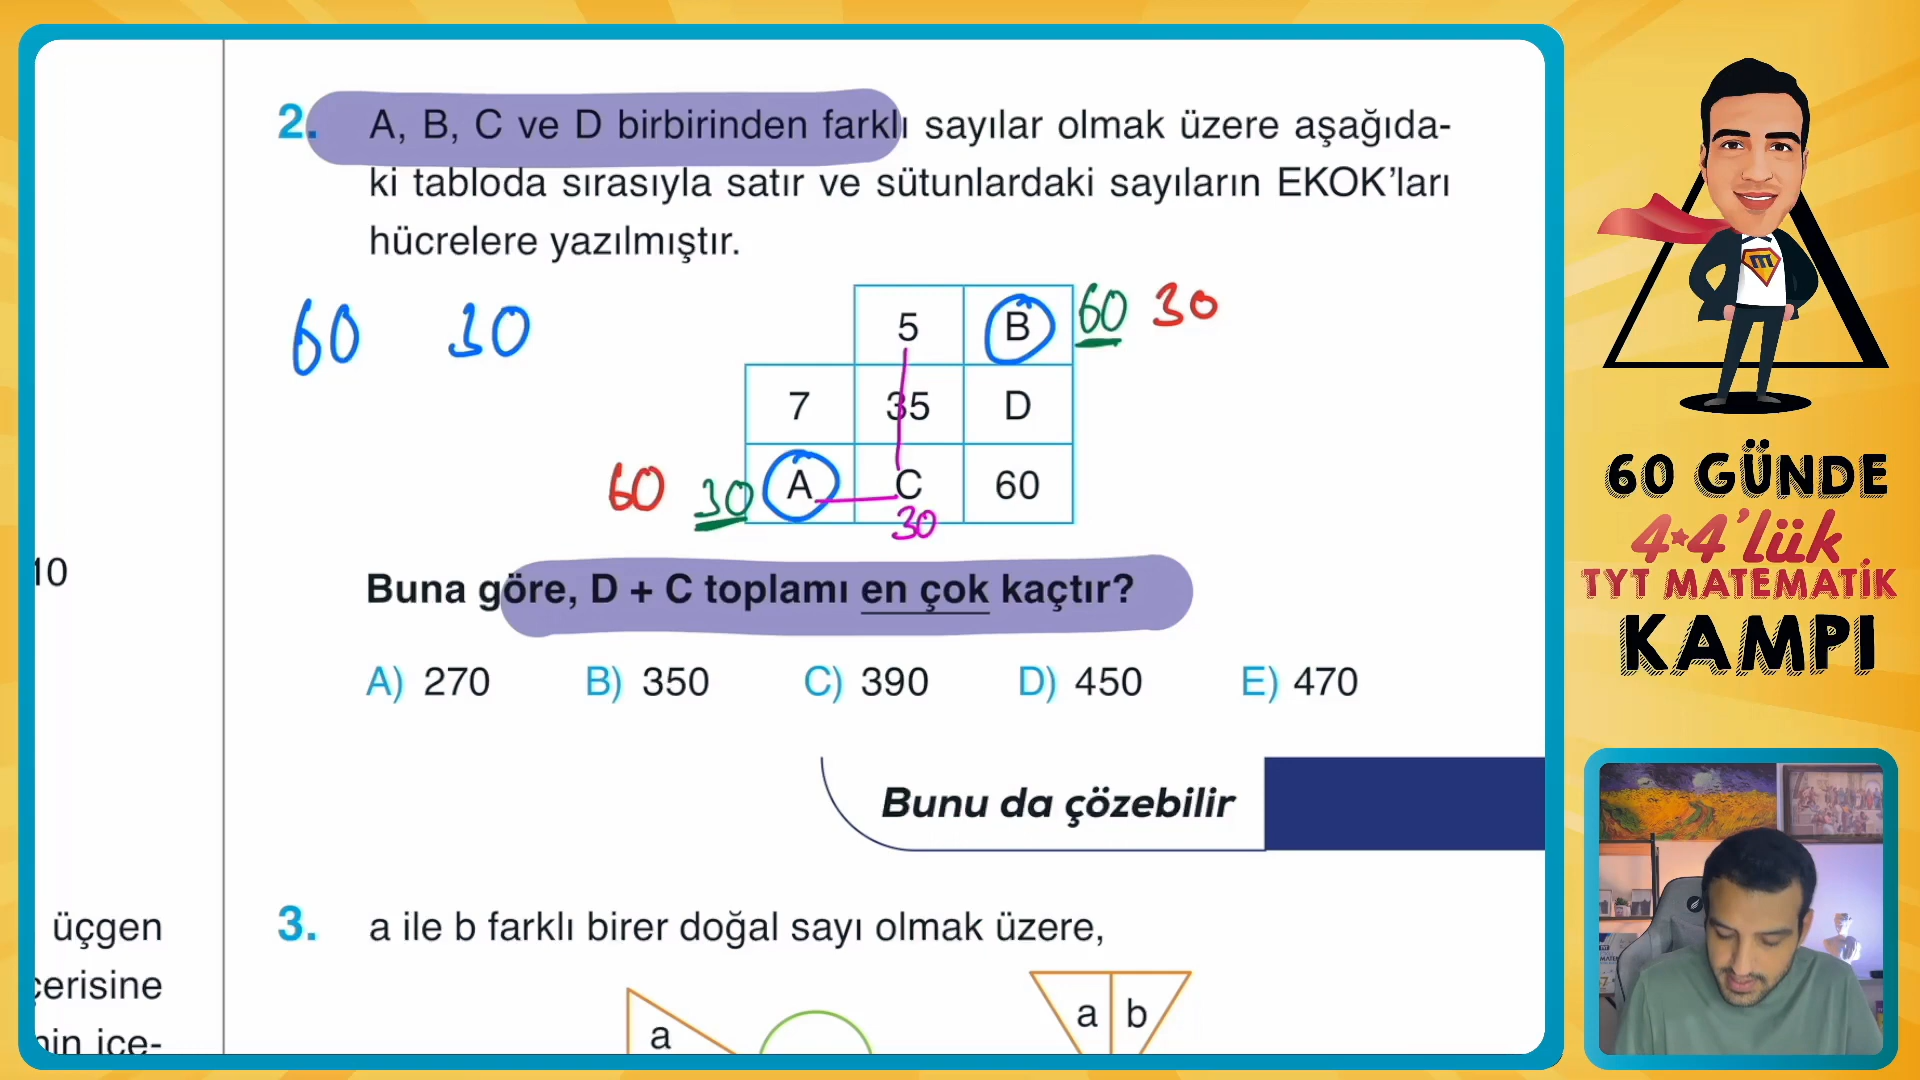 2. A, B, C ve D birbirinden farklı sayılar olmak üzere aşağıda-
ki tabloda sırasıyla satır ve sütunlardaki sayıların EKOK'ları
hücrelere yazılmıştır.
60 30
5 B 60 30
7 35 D
60 30 A C 60
30
Buna göre, D + C toplamı en çok kaçtır?
A) 270 B) 350 C) 390 D) 450 E) 470
Bunu da çözebilir
3. a ile b farklı birer doğal sayı olmak üzere,
a
a b
10
üçgen
çerisine
nin içe-
m
60 GÜNDE
4*4'lük
TYT MATEMATİK
KAMPI